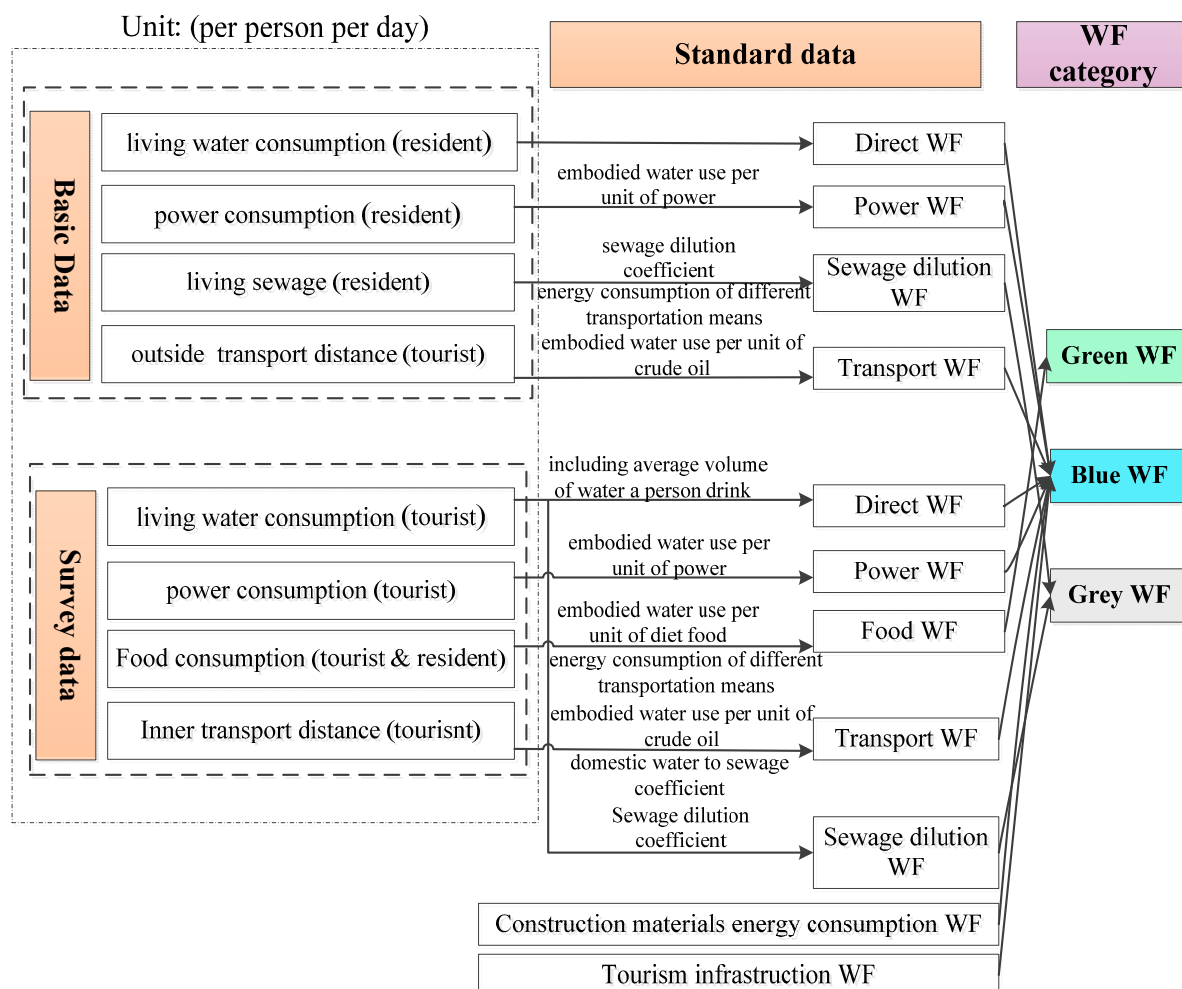 Unit: (per person per day)
Standard data
WF
category
Basic Data
living water consumption (resident)
Direct WF
embodied water use per
unit of power
power consumption (resident)
Power WF
sewage dilution
coefficient
living sewage (resident)
Sewage dilution
WF
energy consumption of different
transportation means
embodied water use per unit of
crude oil
outside transport distance (tourist)
Transport WF
Green WF
Blue WF
Grey WF
Survey data
including average volume
of water a person drink
living water consumption (tourist)
Direct WF
embodied water use per
unit of power
power consumption (tourist)
Power WF
embodied water use per
unit of diet food
Food consumption (tourist & resident)
Food WF
energy consumption of different
transportation means
embodied water use per unit of
crude oil
Inner transport distance (tourisnt)
Transport WF
domestic water to sewage
coefficient
Sewage dilution
coefficient
Sewage dilution
WF
Construction materials energy consumption WF
Tourism infrastruction WF